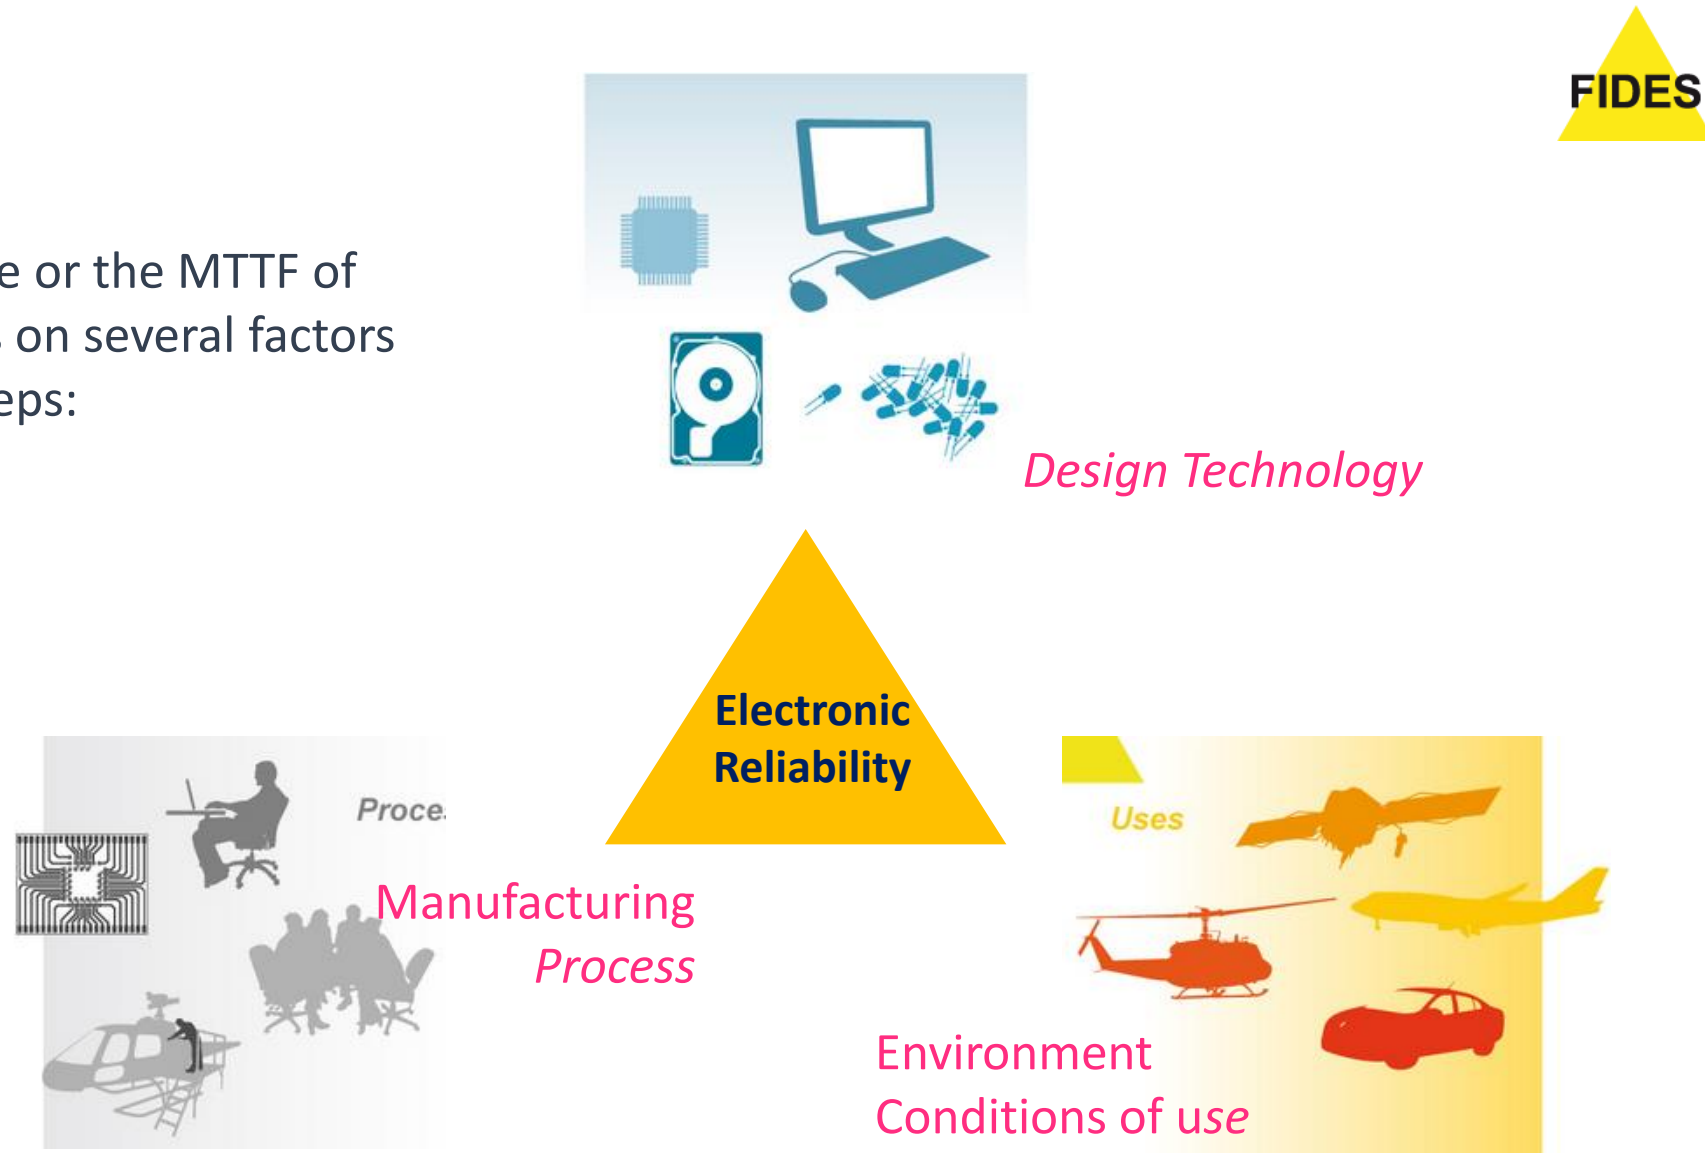 FIDES
e or the MTTF of
s on several factors
eps:
Design Technology
Electronic
Reliability
Proce
Uses
Manufacturing
Process
Environment
Conditions of use